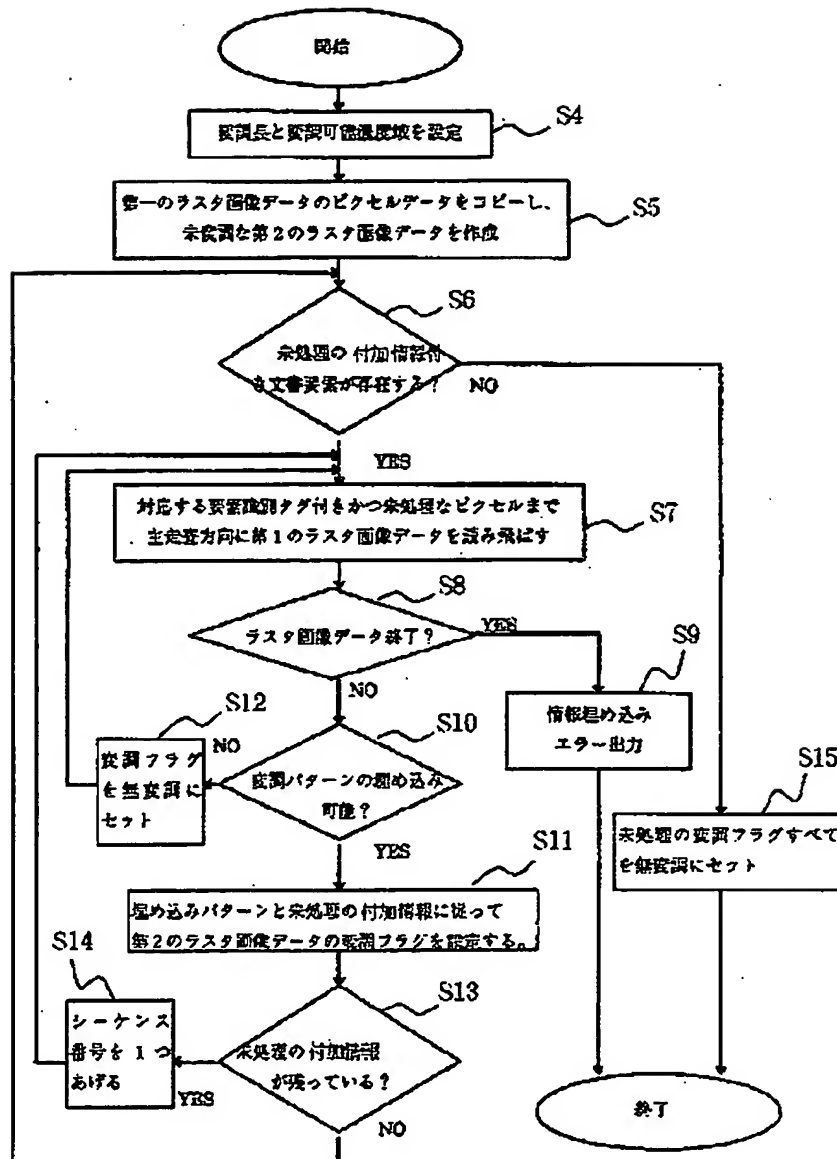 開始
変調長と変調可能濃度域を設定
S4
第一のラスタ画像データのピクセルデータをコピーし、
未変調な第2のラスタ画像データを作成
S5
S6
未処理の付加情報付
き文書要素が存在する?
NO
YES
対応する要素識別タグ付きかつ未処理なピクセルまで
主走査方向に第1のラスタ画像データを読み飛ばす
S7
S8
ラスタ画像データ終了?
YES
NO
S9
情報埋め込み
エラー出力
S10
変調パターンの埋め込み
可能?
NO
YES
S12
変調フラグ
を無変調に
セット
S15
未処理の変調フラグすべて
を無変調にセット
S11
埋め込みパターンと未処理の付加情報に従って
第2のラスタ画像データの変調フラグを設定する。
S13
未処理の付加情報
が残っている?
YES
NO
S14
シーケンス
番号を1つ
あげる
終了